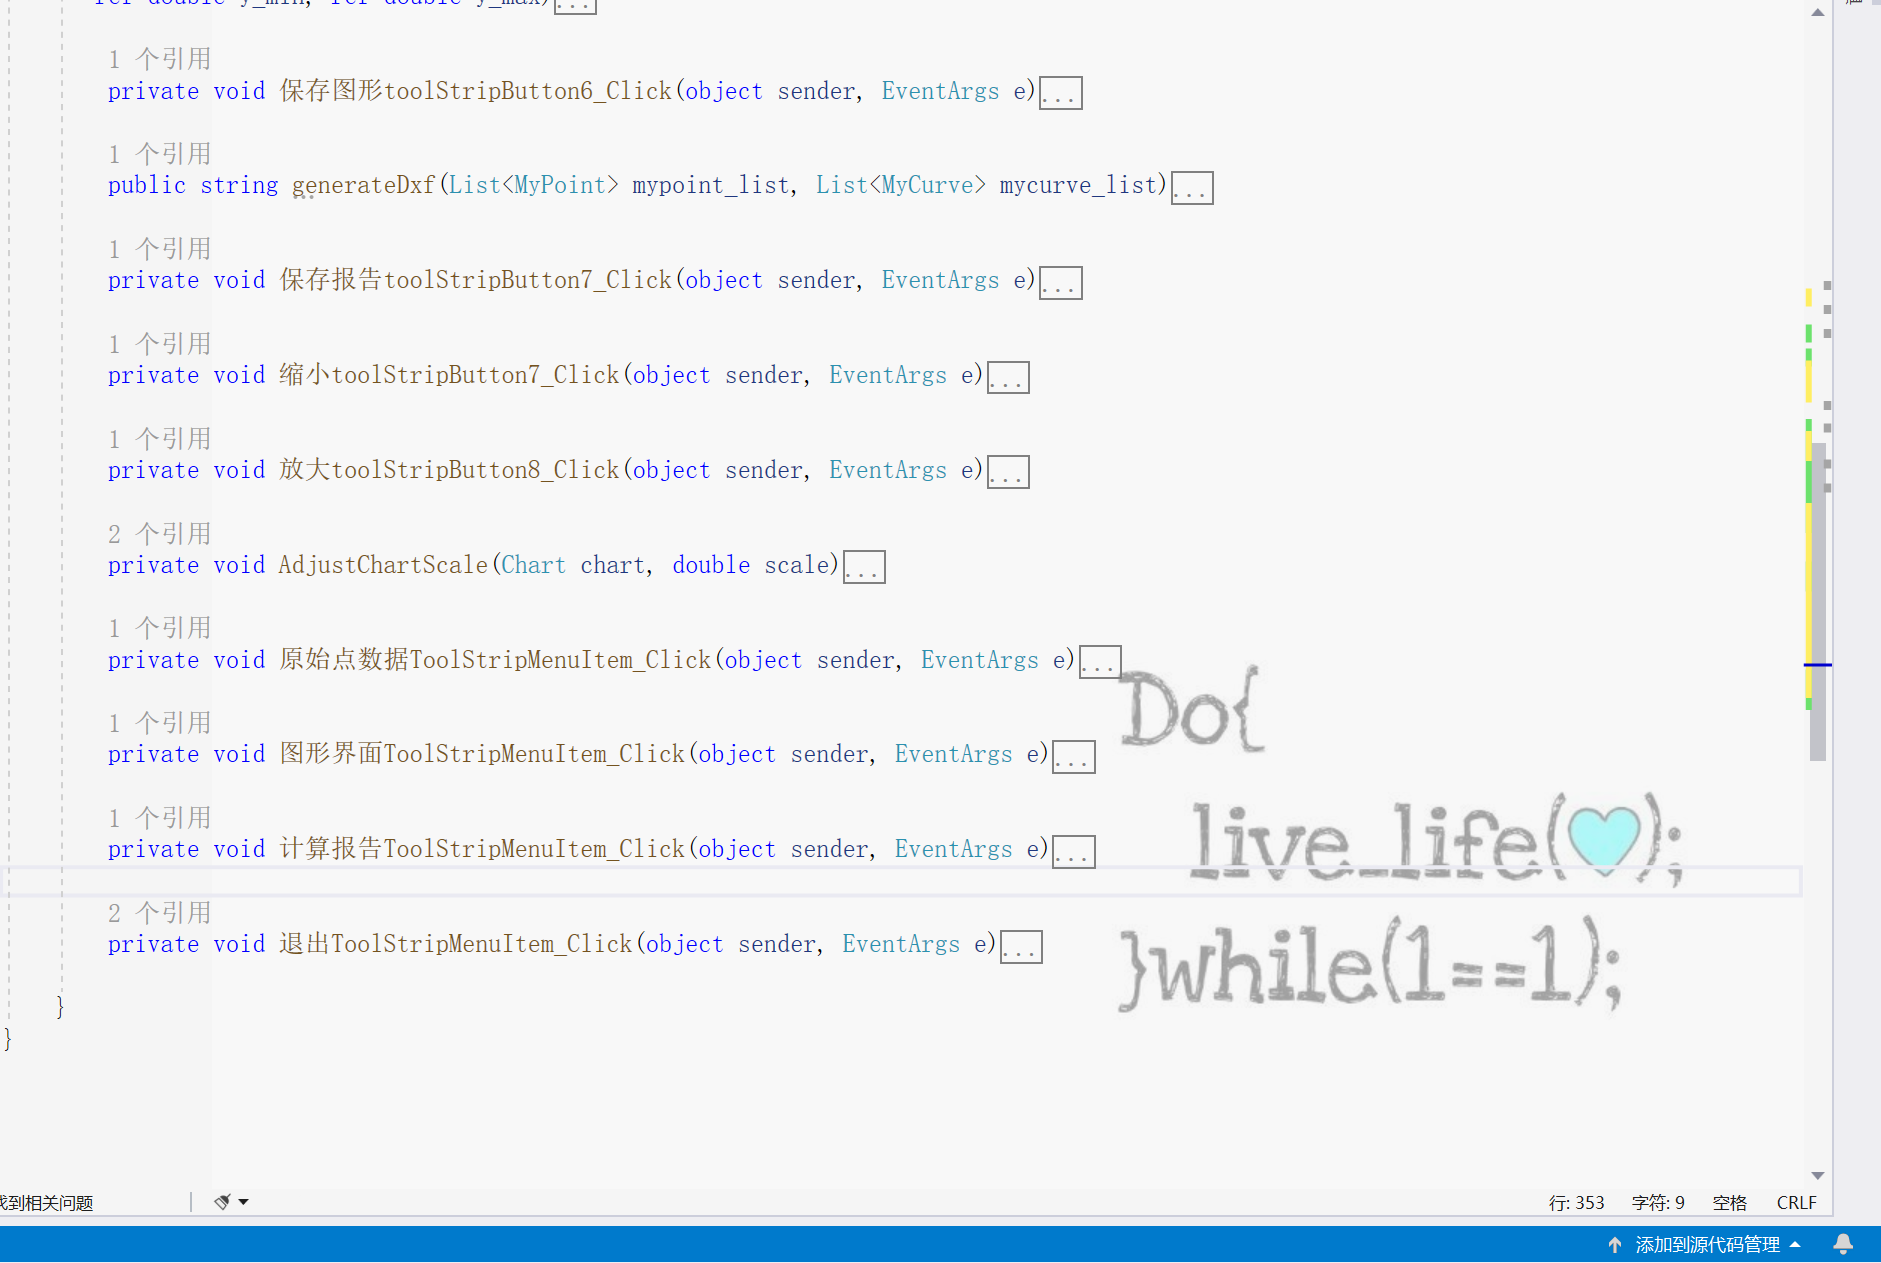 ref double y_min, ref double y_max)...
1 个引用
private void 保存图形toolStripButton6_Click(object sender, EventArgs e)...
1 个引用
public string generateDxf(List<MyPoint> mypoint_list, List<MyCurve> mycurve_list)...
1 个引用
private void 保存报告toolStripButton7_Click(object sender, EventArgs e)...
1 个引用
private void 缩小toolStripButton7_Click(object sender, EventArgs e)...
1 个引用
private void 放大toolStripButton8_Click(object sender, EventArgs e)...
2 个引用
private void AdjustChartScale(Chart chart, double scale)...
1 个引用
private void 原始点数据ToolStripMenuItem_Click(object sender, EventArgs e)...
Do{
1 个引用
private void 图形界面ToolStripMenuItem_Click(object sender, EventArgs e)...
live_life(♥);
1 个引用
private void 计算报告ToolStripMenuItem_Click(object sender, EventArgs e)...
2 个引用
private void 退出ToolStripMenuItem_Click(object sender, EventArgs e)...
}while(1==1);
}
}
找到相关问题
行: 353 字符: 9 空格 CRLF
添加到源代码管理